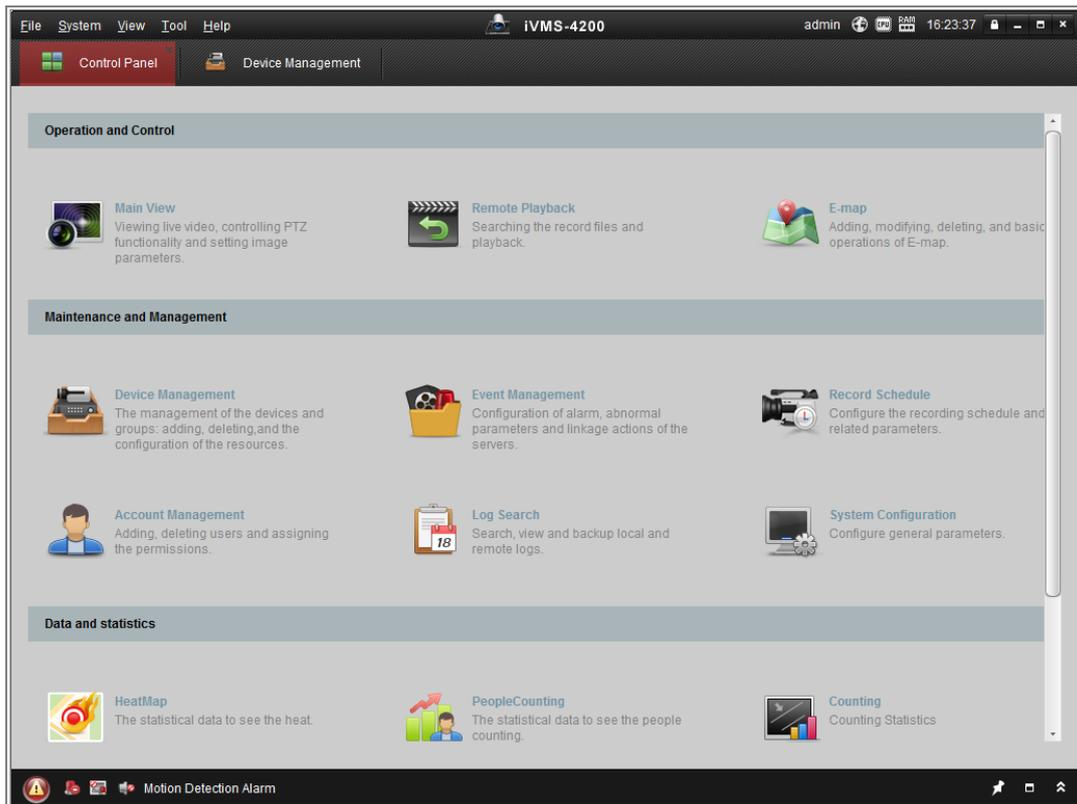 File System View Tool Help
iVMS-4200
admin CPU RAM 16:23:37
Control Panel
Device Management
Operation and Control
Main View
Viewing live video, controlling PTZ
functionality and setting image
parameters.
Remote Playback
Searching the record files and
playback.
E-map
Adding, modifying, deleting, and basic
operations of E-map.
Maintenance and Management
Device Management
The management of the devices and
groups: adding, deleting,and the
configuration of the resources.
Event Management
Configuration of alarm, abnormal
parameters and linkage actions of the
servers.
Record Schedule
Configure the recording schedule and
related parameters.
Account Management
Adding, deleting users and assigning
the permissions.
18
Log Search
Search, view and backup local and
remote logs.
System Configuration
Configure general parameters.
Data and statistics
HeatMap
The statistical data to see the heat.
PeopleCounting
The statistical data to see the people
counting.
Counting
Counting Statistics
Motion Detection Alarm